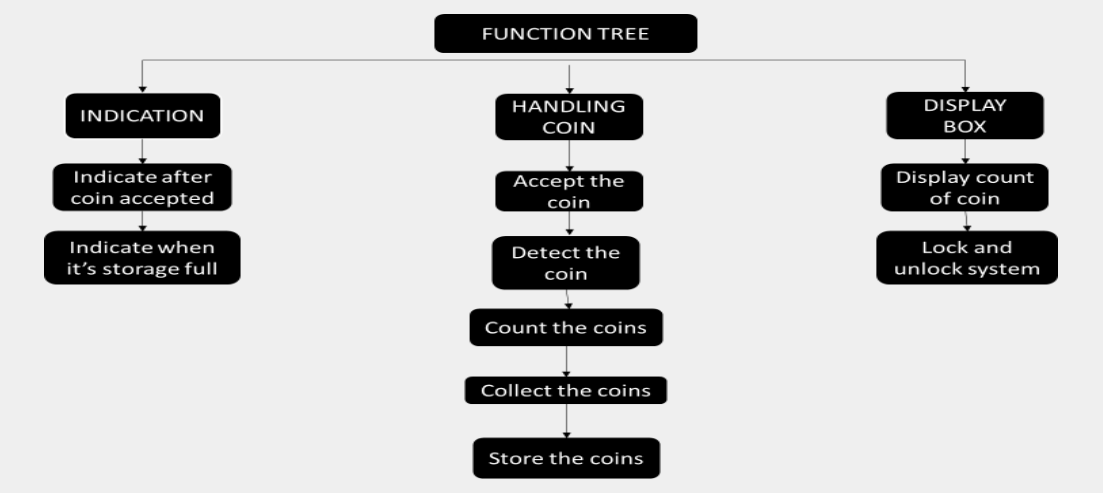 FUNCTION TREE
INDICATION
Indicate after
coin accepted
Indicate when
it’s storage full
HANDLING
COIN
Accept the
coin
Detect the
coin
Count the coins
Collect the coins
Store the coins
DISPLAY
BOX
Display count
of coin
Lock and
unlock system